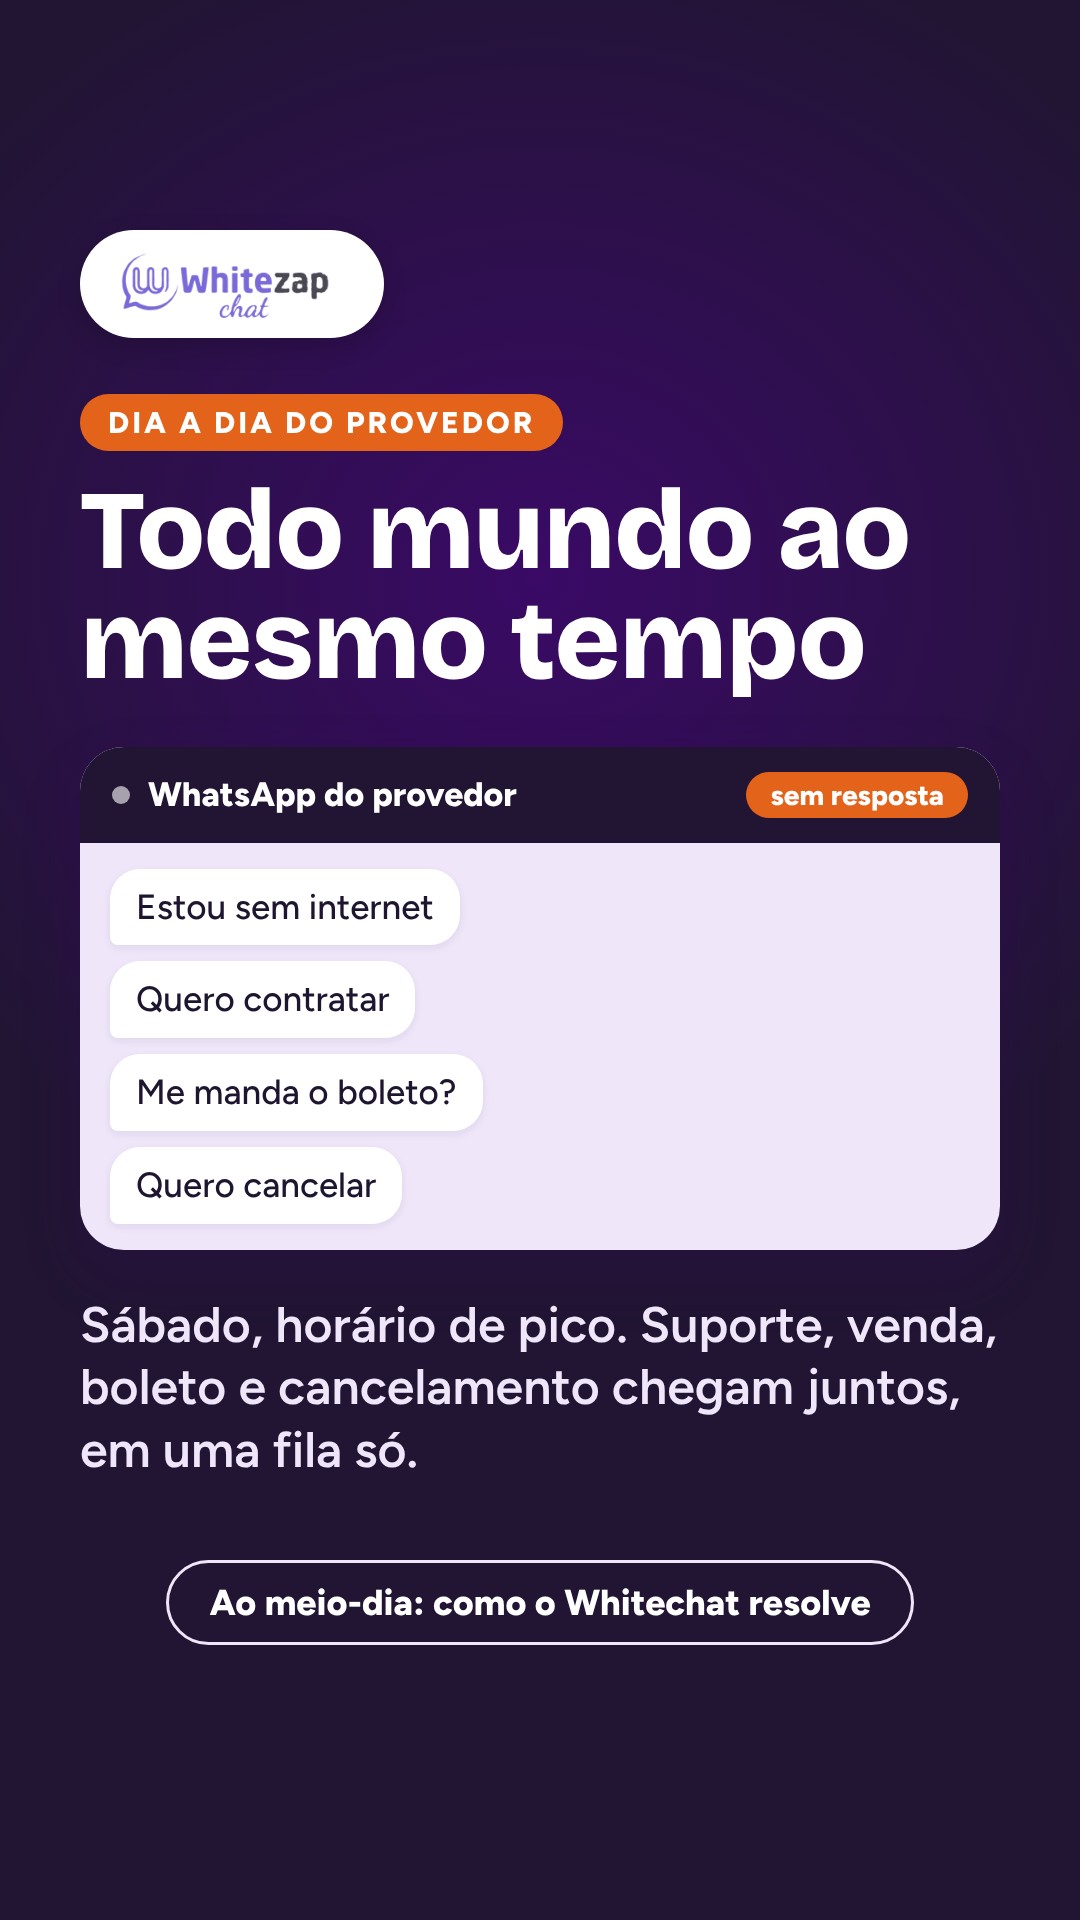 Whitezap
chat
DIA A DIA DO PROVEDOR
Todo mundo ao
mesmo tempo
WhatsApp do provedor
sem resposta
Estou sem internet
Quero contratar
Me manda o boleto?
Quero cancelar
Sábado, horário de pico. Suporte, venda,
boleto e cancelamento chegam juntos,
em uma fila só.
Ao meio-dia: como o Whitechat resolve